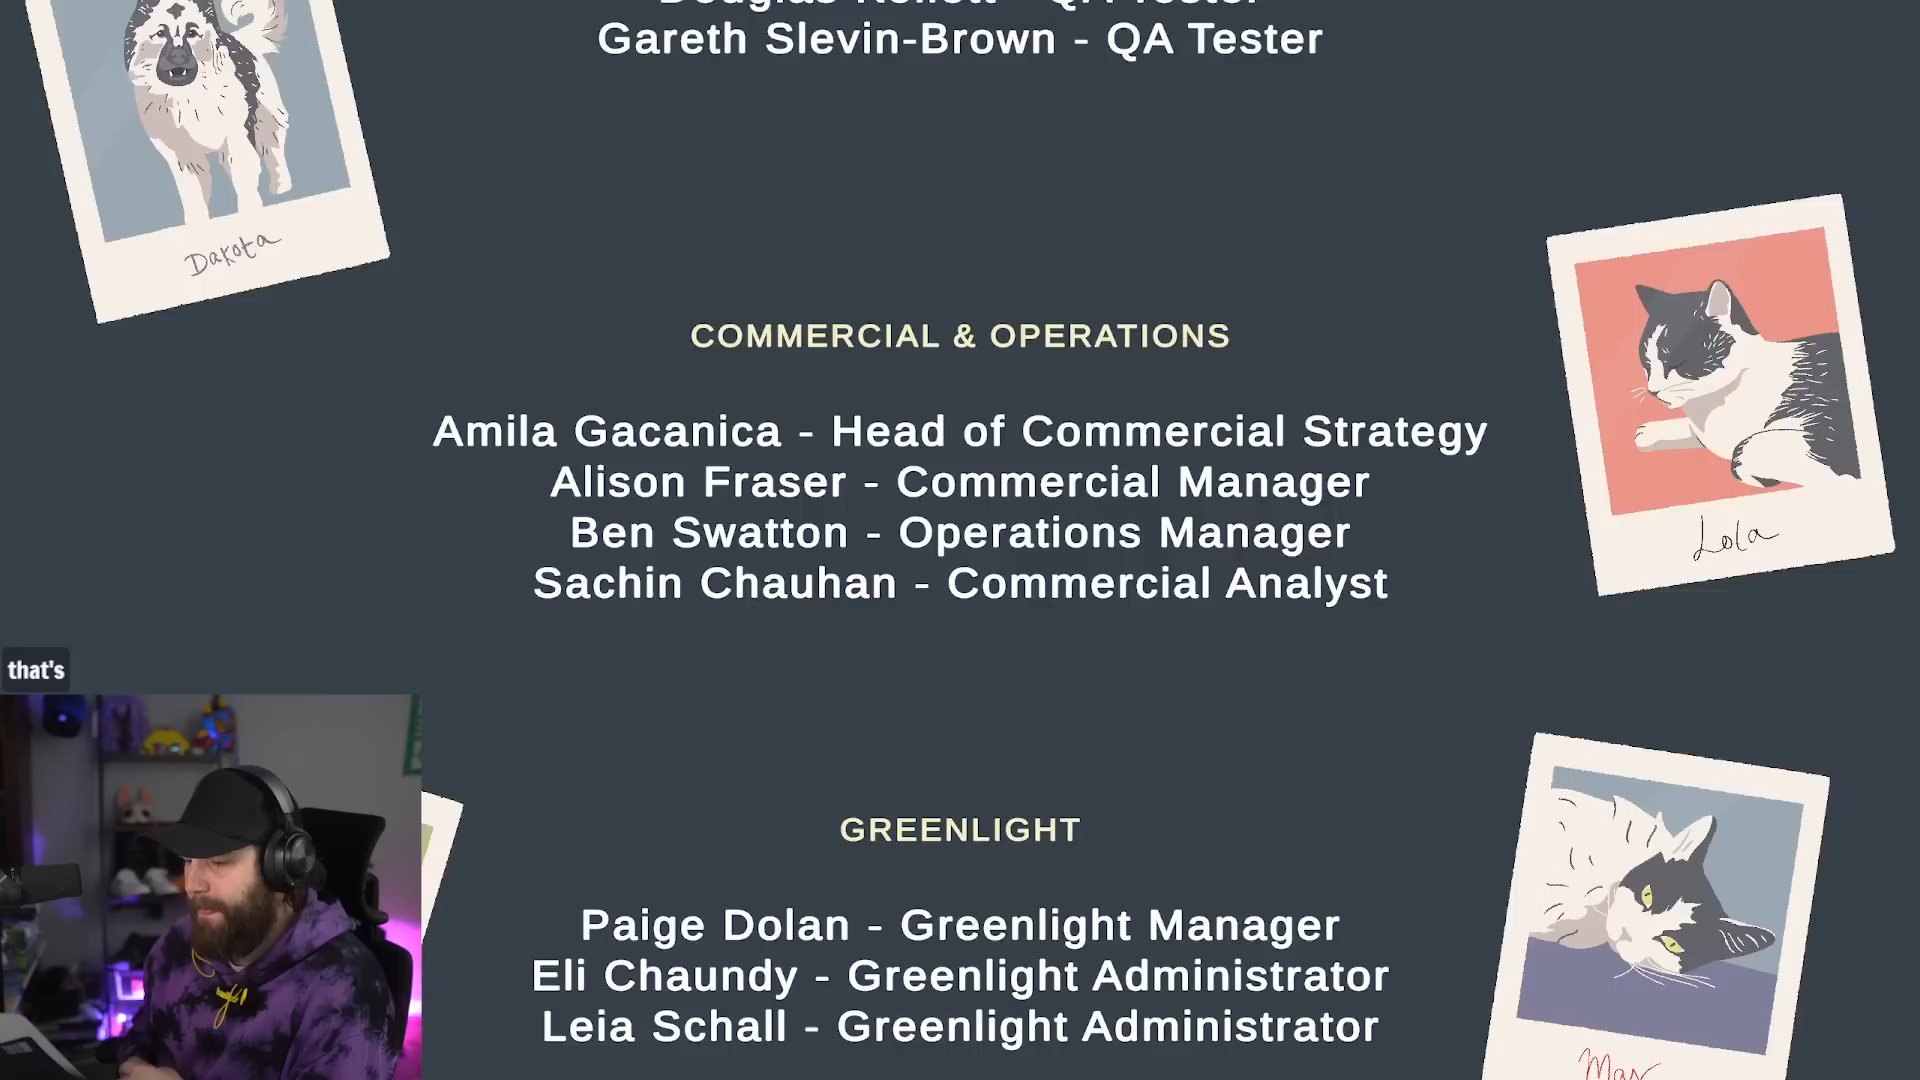 Gareth Slevin-Brown - QA Tester
Dakota
COMMERCIAL & OPERATIONS
Amila Gacanica - Head of Commercial Strategy
Alison Fraser - Commercial Manager
Ben Swatton - Operations Manager
Sachin Chauhan - Commercial Analyst
Lola
that's
GREENLIGHT
Paige Dolan - Greenlight Manager
Eli Chaundy - Greenlight Administrator
Leia Schall - Greenlight Administrator